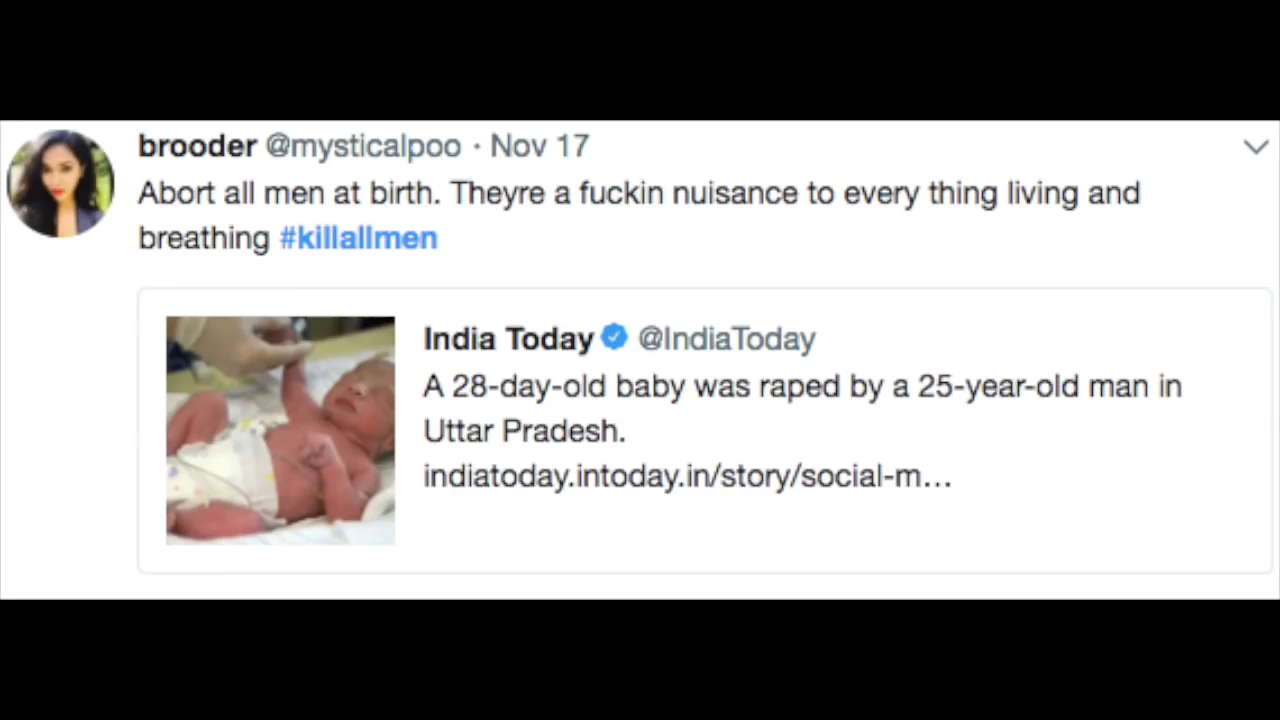 brooder @mysticalpoo · Nov 17
Abort all men at birth. Theyre a fuckin nuisance to every thing living and
breathing #killallmen
India Today @IndiaToday
A 28-day-old baby was raped by a 25-year-old man in
Uttar Pradesh.
indiatoday.intoday.in/story/social-m...